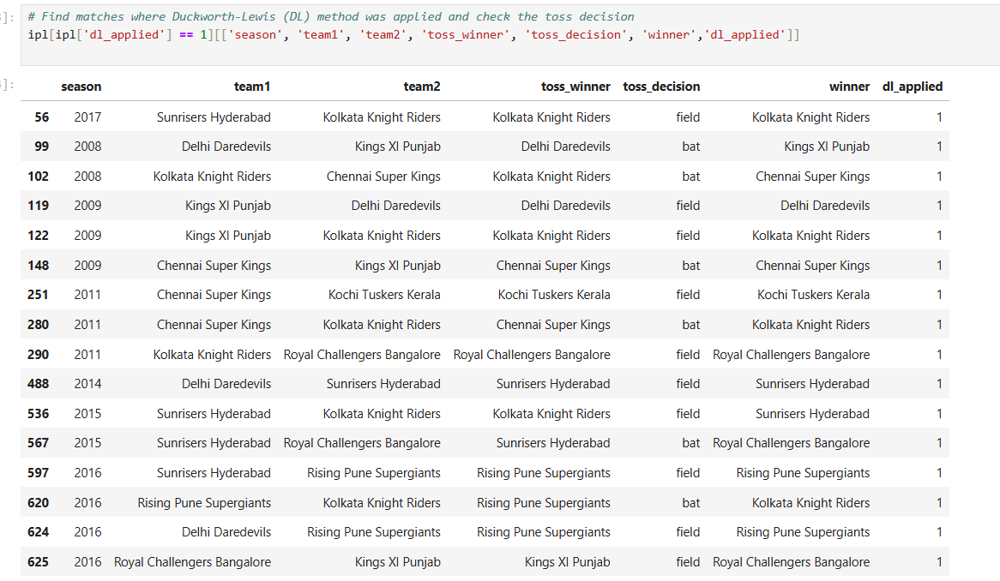 ]:
# Find matches where Duckworth-Lewis (DL) method was applied and check the toss decision
ipl[ipl['dl_applied'] == 1][['season', 'team1', 'team2', 'toss_winner', 'toss_decision', 'winner','dl_applied']]
]:
season team1 team2 toss_winner toss_decision winner dl_applied
56 2017 Sunrisers Hyderabad Kolkata Knight Riders Kolkata Knight Riders field Kolkata Knight Riders 1
99 2008 Delhi Daredevils Kings XI Punjab Delhi Daredevils bat Kings XI Punjab 1
102 2008 Kolkata Knight Riders Chennai Super Kings Kolkata Knight Riders bat Chennai Super Kings 1
119 2009 Kings XI Punjab Delhi Daredevils Delhi Daredevils field Delhi Daredevils 1
122 2009 Kings XI Punjab Kolkata Knight Riders Kolkata Knight Riders field Kolkata Knight Riders 1
148 2009 Chennai Super Kings Kings XI Punjab Chennai Super Kings bat Chennai Super Kings 1
251 2011 Chennai Super Kings Kochi Tuskers Kerala Kochi Tuskers Kerala field Kochi Tuskers Kerala 1
280 2011 Chennai Super Kings Kolkata Knight Riders Chennai Super Kings bat Kolkata Knight Riders 1
290 2011 Kolkata Knight Riders Royal Challengers Bangalore Royal Challengers Bangalore field Royal Challengers Bangalore 1
488 2014 Delhi Daredevils Sunrisers Hyderabad Sunrisers Hyderabad field Sunrisers Hyderabad 1
536 2015 Sunrisers Hyderabad Kolkata Knight Riders Kolkata Knight Riders field Sunrisers Hyderabad 1
567 2015 Sunrisers Hyderabad Royal Challengers Bangalore Sunrisers Hyderabad bat Royal Challengers Bangalore 1
597 2016 Sunrisers Hyderabad Rising Pune Supergiants Rising Pune Supergiants field Rising Pune Supergiants 1
620 2016 Rising Pune Supergiants Kolkata Knight Riders Rising Pune Supergiants bat Kolkata Knight Riders 1
624 2016 Delhi Daredevils Rising Pune Supergiants Rising Pune Supergiants field Rising Pune Supergiants 1
625 2016 Royal Challengers Bangalore Kings XI Punjab Kings XI Punjab field Royal Challengers Bangalore 1